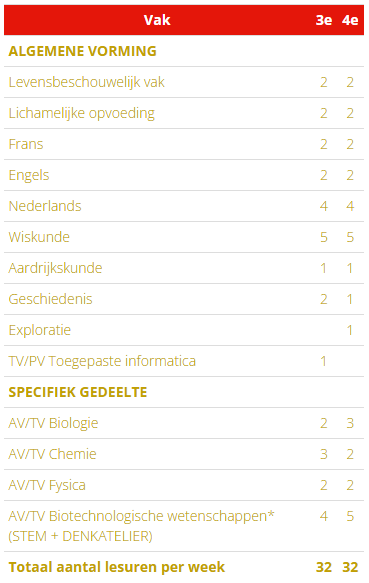 Vak 3e 4e
ALGEMENE VORMING
Levensbeschouwelijk vak 2 2
Lichamelijke opvoeding 2 2
Frans 2 2
Engels 2 2
Nederlands 4 4
Wiskunde 5 5
Aardrijkskunde 1 1
Geschiedenis 2 1
Exploratie 1
TV/PV Toegepaste informatica 1
SPECIFIEK GEDEELTE
AV/TV Biologie 2 3
AV/TV Chemie 3 2
AV/TV Fysica 2 2
AV/TV Biotechnologische wetenschappen* 4 5
(STEM + DENKATELIER)
Totaal aantal lesuren per week 32 32